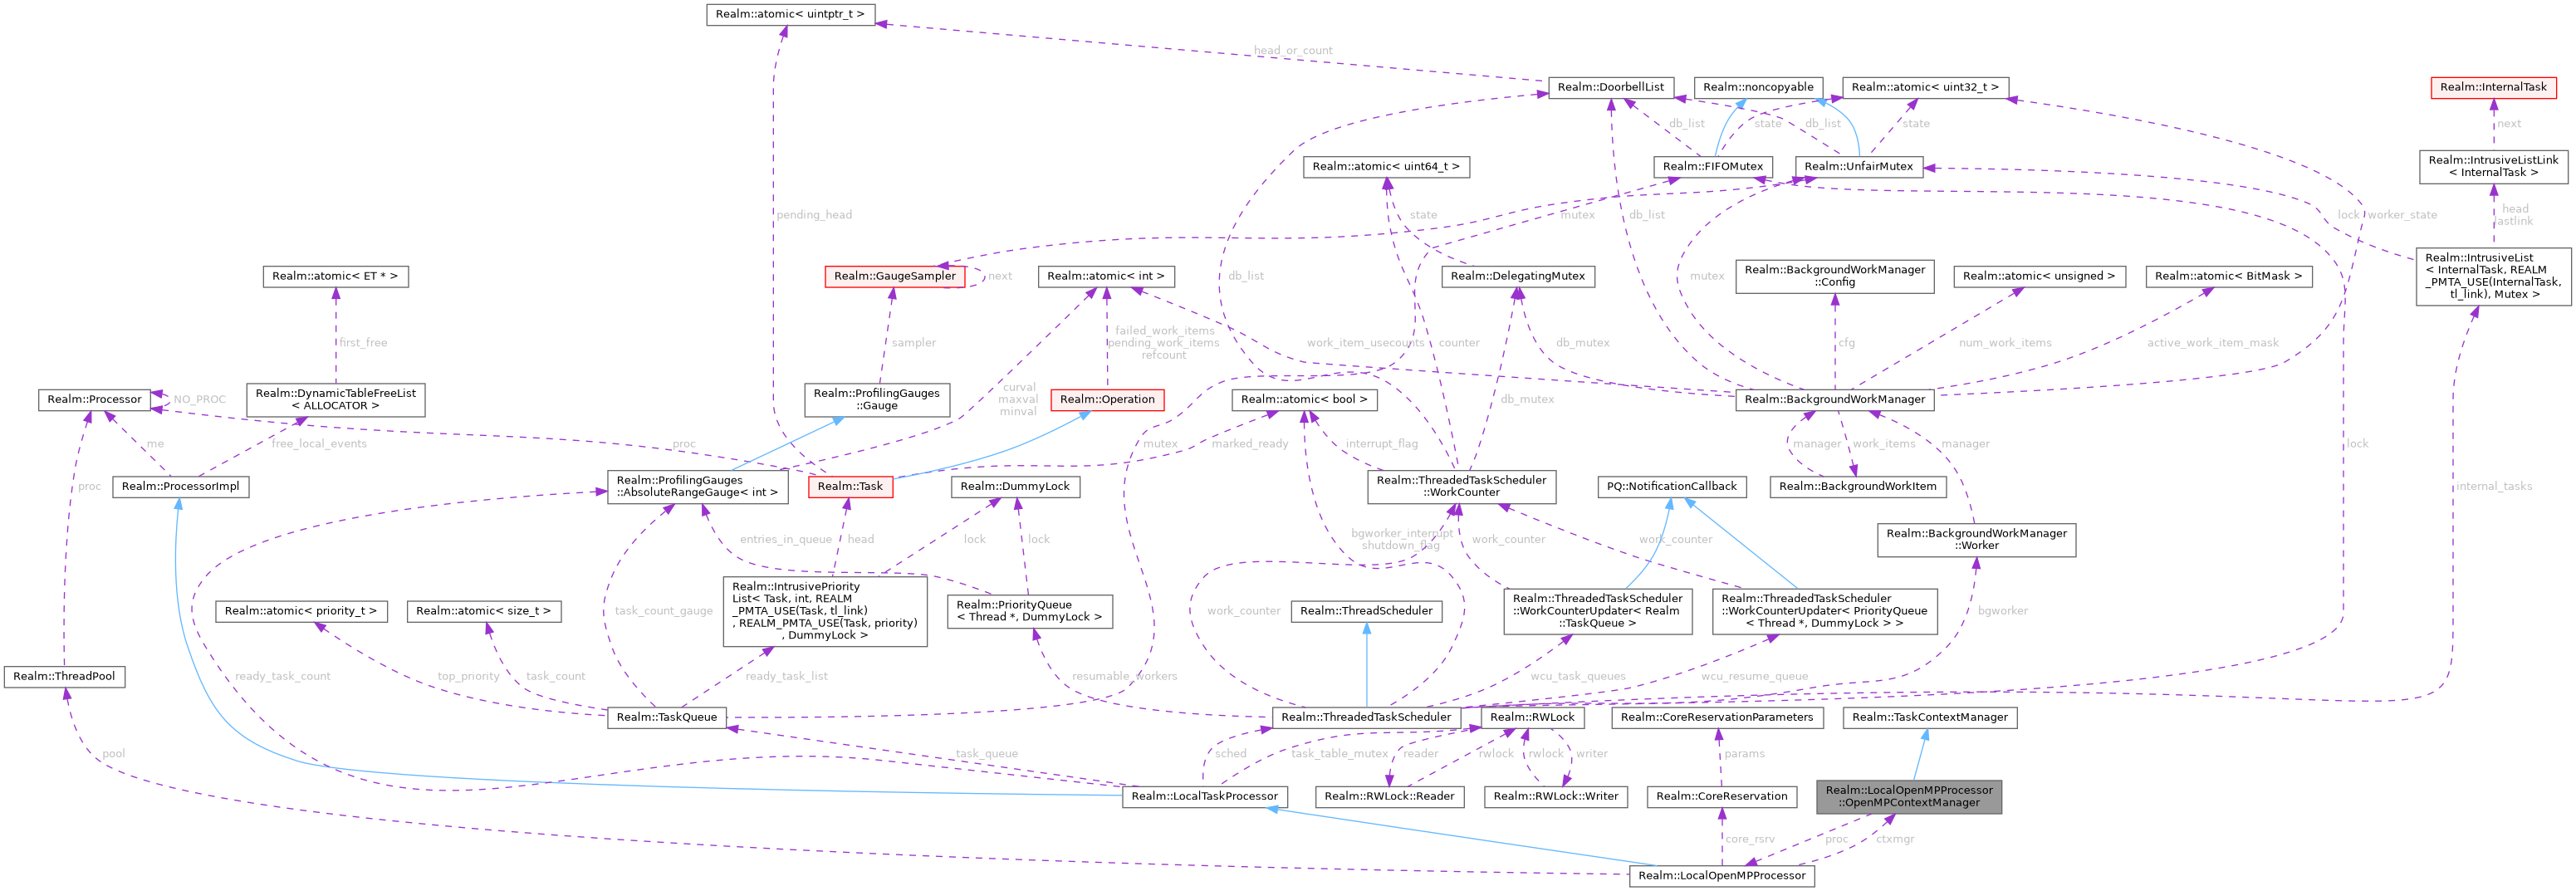 Realm::atomic< uintptr_t >
head_or_count
Realm::DoorbellList
Realm::noncopyable
Realm::atomic< uint32_t >
Realm::InternalTask
db_list
state
db_list
state
next
Realm::atomic< uint64_t >
Realm::FIFOMutex
Realm::UnfairMutex
Realm::IntrusiveListLink
< InternalTask >
pending_head
state
mutex
db_list
lock
worker_state
head
lastlink
Realm::atomic< ET * >
Realm::GaugeSampler
next
Realm::atomic< int >
db_list
Realm::DelegatingMutex
mutex
Realm::BackgroundWorkManager
::Config
Realm::atomic< unsigned >
Realm::atomic< BitMask >
Realm::IntrusiveList
< InternalTask, REALM
_PMTA_USE(InternalTask,
tl_link), Mutex >
first_free
sampler
failed_work_items
pending_work_items
refcount
work_item_usecounts
counter
db_mutex
cfg
num_work_items
active_work_item_mask
Realm::Processor
NO_PROC
Realm::DynamicTableFreeList
< ALLOCATOR >
Realm::ProfilingGauges
::Gauge
curval
maxval
minval
Realm::Operation
Realm::atomic< bool >
db_mutex
Realm::BackgroundWorkManager
me
free_local_events
proc
mutex
marked_ready
interrupt_flag
manager
work_items
manager
lock
proc
Realm::ProcessorImpl
Realm::ProfilingGauges
::AbsoluteRangeGauge< int >
Realm::Task
Realm::DummyLock
Realm::ThreadedTaskScheduler
::WorkCounter
PQ::NotificationCallback
Realm::BackgroundWorkItem
internal_tasks
entries_in_queue
head
lock
lock
bgworker_interrupt
shutdown_flag
work_counter
work_counter
Realm::BackgroundWorkManager
::Worker
Realm::atomic< priority_t >
Realm::atomic< size_t >
task_count_gauge
Realm::IntrusivePriority
List< Task, int, REALM
_PMTA_USE(Task, tl_link)
, REALM_PMTA_USE(Task, priority)
, DummyLock >
Realm::PriorityQueue
< Thread *, DummyLock >
work_counter
Realm::ThreadScheduler
Realm::ThreadedTaskScheduler
::WorkCounterUpdater< Realm
::TaskQueue >
Realm::ThreadedTaskScheduler
::WorkCounterUpdater< PriorityQueue
< Thread *, DummyLock > >
bgworker
Realm::ThreadPool
ready_task_count
top_priority
task_count
ready_task_list
resumable_workers
wcu_task_queues
wcu_resume_queue
Realm::TaskQueue
Realm::ThreadedTaskScheduler
Realm::RWLock
Realm::CoreReservationParameters
Realm::TaskContextManager
pool
task_queue
sched
task_table_mutex
reader
rwlock
rwlock
writer
params
Realm::LocalTaskProcessor
Realm::RWLock::Reader
Realm::RWLock::Writer
Realm::CoreReservation
Realm::LocalOpenMPProcessor
::OpenMPContextManager
core_rsrv
proc
ctxmgr
Realm::LocalOpenMPProcessor